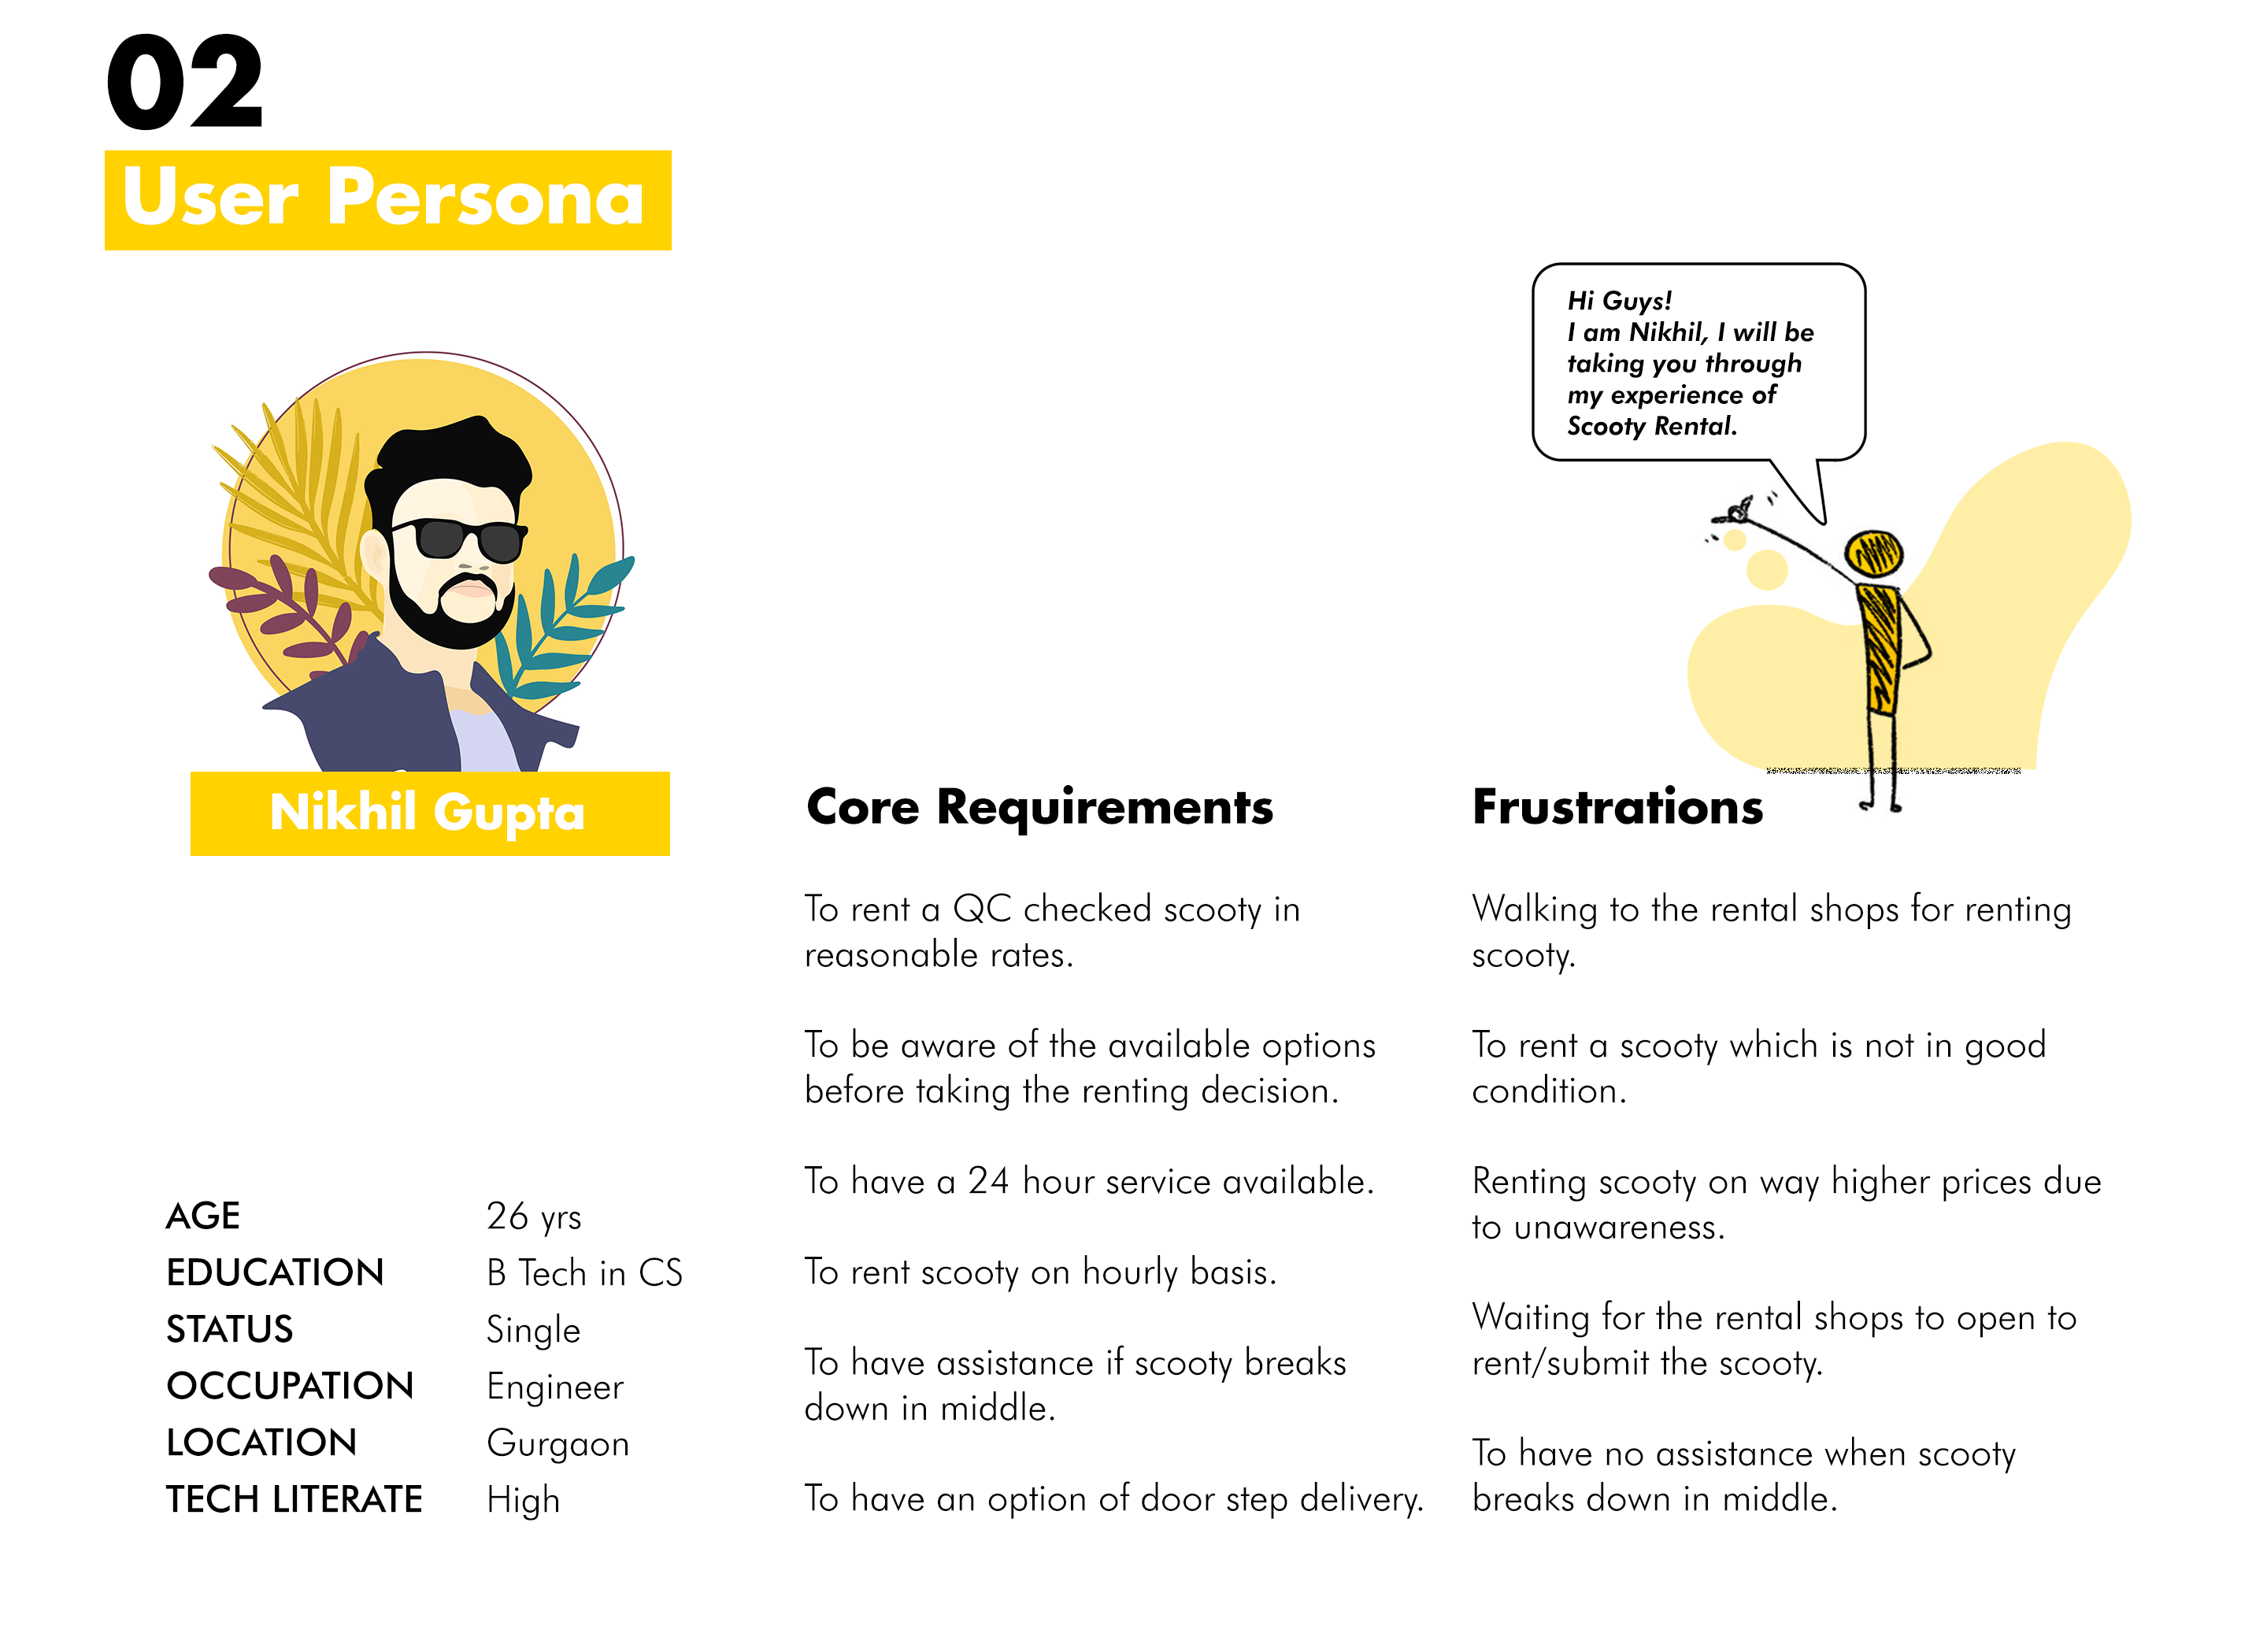 02
User Persona
Hi Guys!
I am Nikhil, I will be
taking you through
my experience of
Scooty Rental.
Nikhil Gupta
AGE 26 yrs
EDUCATION B Tech in CS
STATUS Single
OCCUPATION Engineer
LOCATION Gurgaon
TECH LITERATE High
Core Requirements
To rent a QC checked scooty in
reasonable rates.
To be aware of the available options
before taking the renting decision.
To have a 24 hour service available.
To rent scooty on hourly basis.
To have assistance if scooty breaks
down in middle.
To have an option of door step delivery.
Frustrations
Walking to the rental shops for renting
scooty.
To rent a scooty which is not in good
condition.
Renting scooty on way higher prices due
to unawareness.
Waiting for the rental shops to open to
rent/submit the scooty.
To have no assistance when scooty
breaks down in middle.